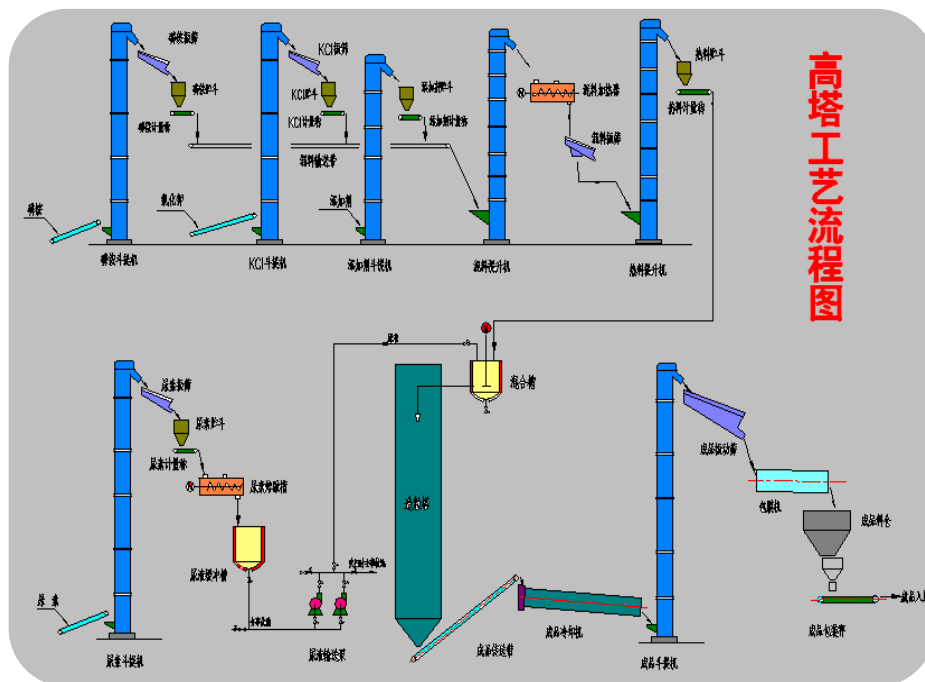 磷铵振筛
磷铵贮斗
磷铵计量称
KCl振筛
KCl贮斗
KCl计量称
添加剂贮斗
添加剂计量称
混料加热器
混料振筛
热料贮斗
热料计量称
高塔工艺流程图
混料输送带
磷铵
氯化钾
添加剂
磷铵斗提机
KCl斗提机
添加剂斗提机
混料提升机
热料提升机
尿液
混合槽
尿素振筛
尿素贮斗
尿素计量称
尿素熔融槽
尿液缓冲槽
造粒塔
成品振动筛
包膜机
成品料仓
尿素
尿素斗提机
尿液输送泵
成品输送带
成品冷却机
成品斗提机
成品包装秤
成品入库